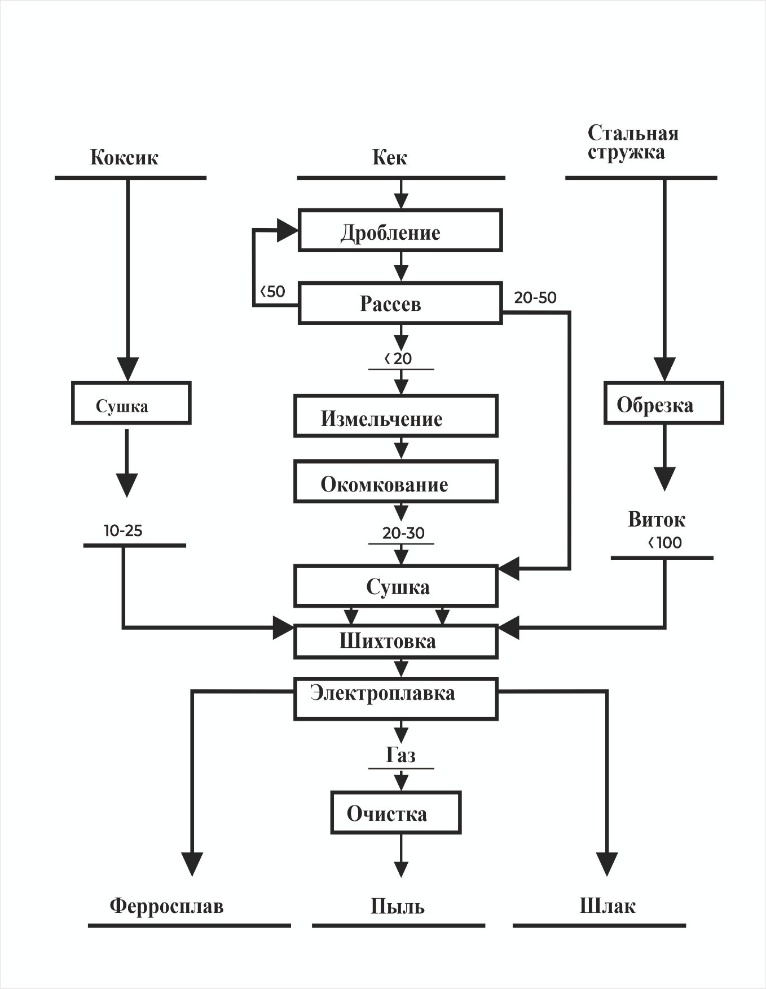 Коксик
Кек
Стальная
стружка
Дробление
<50
Рассев
20-50
<20
Сушка
Измельчение
Обрезка
Окомкование
10-25
20-30
Виток
<100
Сушка
Шихтовка
Электроплавка
Газ
Очистка
Ферросплав
Пыль
Шлак